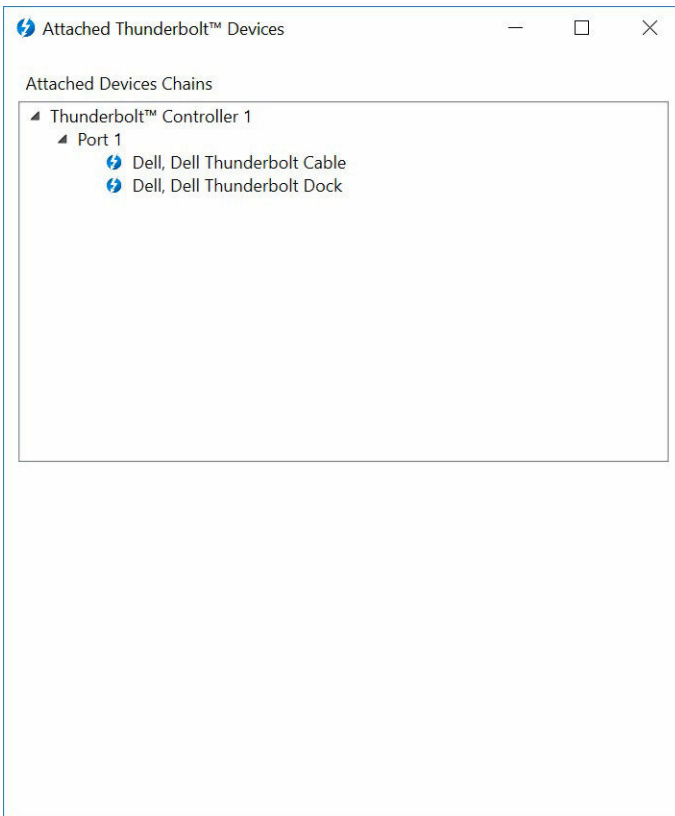 Attached Thunderbolt™ Devices
Attached Devices Chains
Thunderbolt™ Controller 1
Port 1
Dell, Dell Thunderbolt Cable
Dell, Dell Thunderbolt Dock